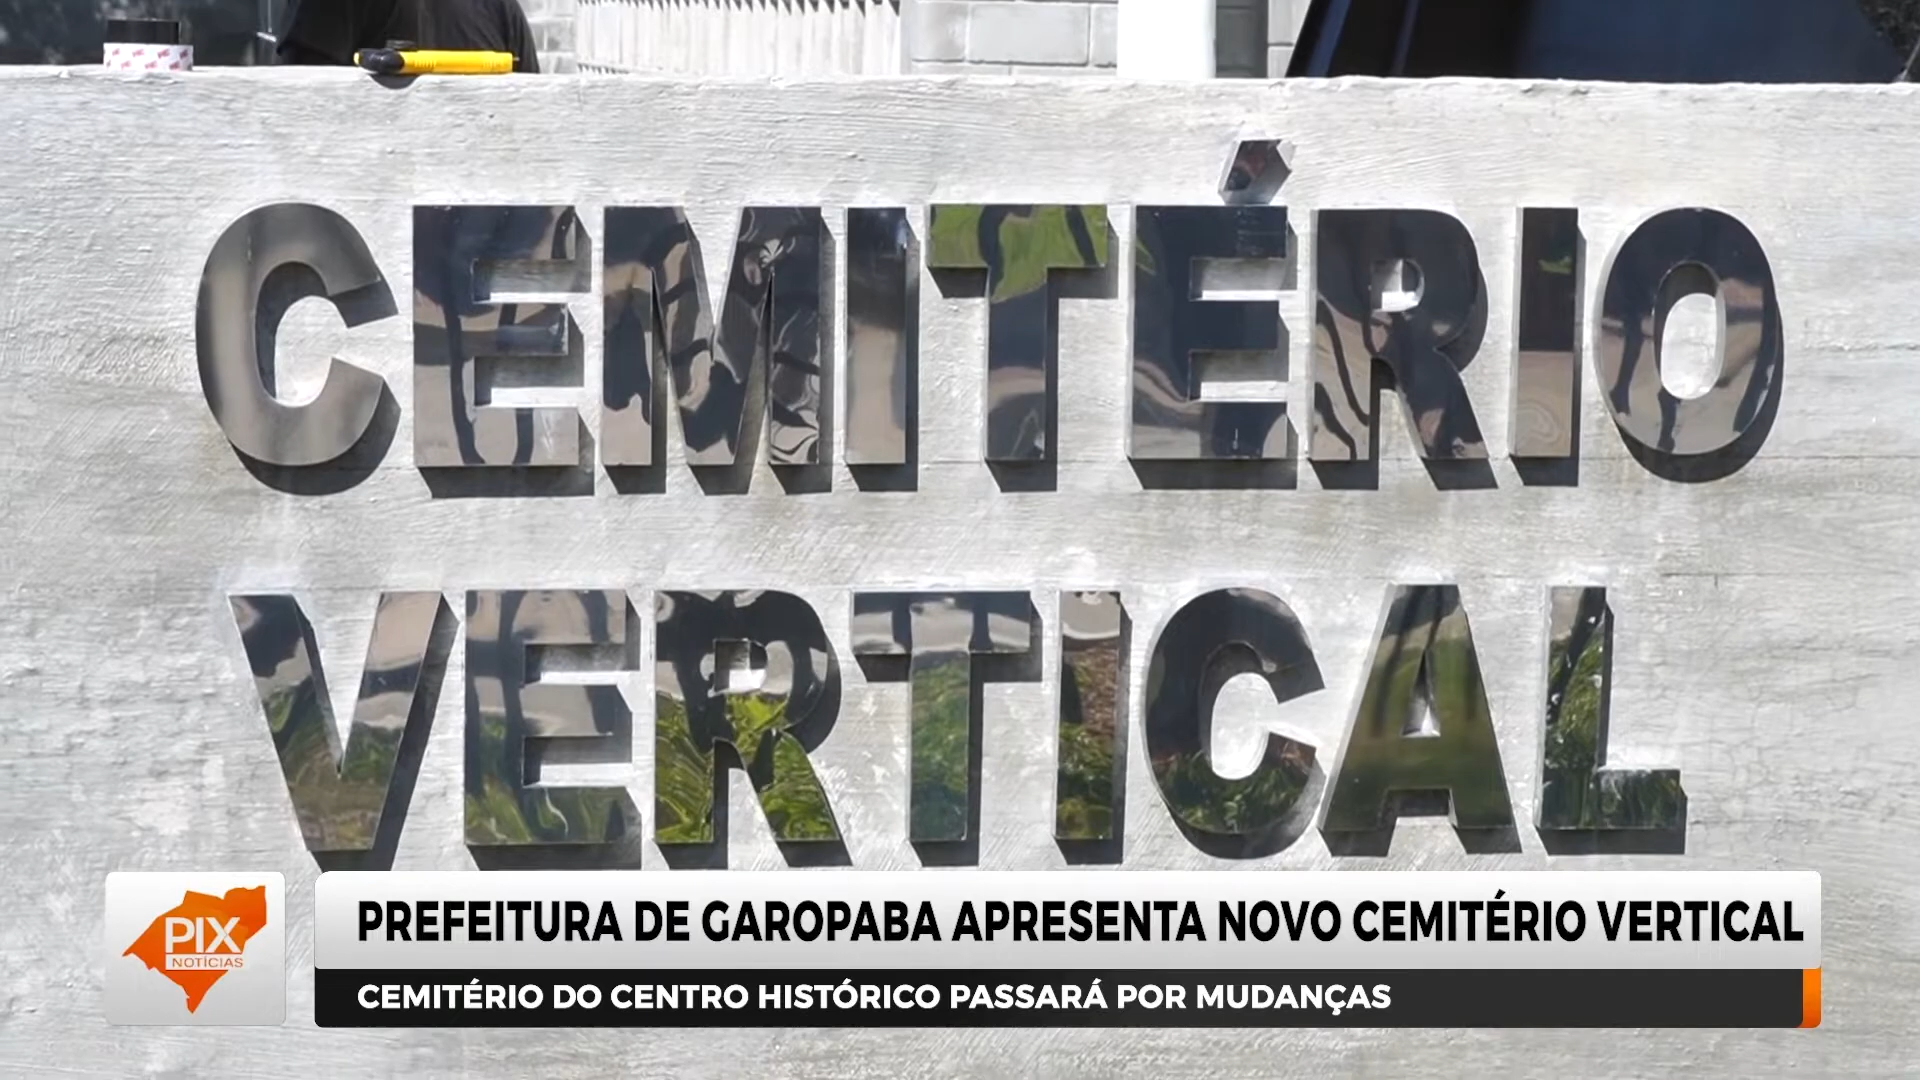 CEMITÉRIO
VERTICAL
PIX
NOTÍCIAS
PREFEITURA DE GAROPABA APRESENTA NOVO CEMITÉRIO VERTICAL
CEMITÉRIO DO CENTRO HISTÓRICO PASSARÁ POR MUDANÇAS